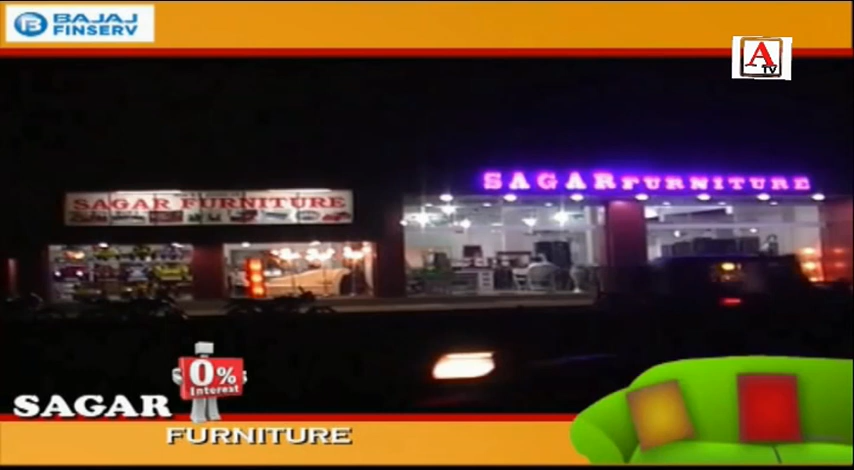 BAJAJ
FINSERV
A
TV
SAGAR FURNITURE
SAGAR FURNITURE
0%
Interest
SAGAR
FURNITURE